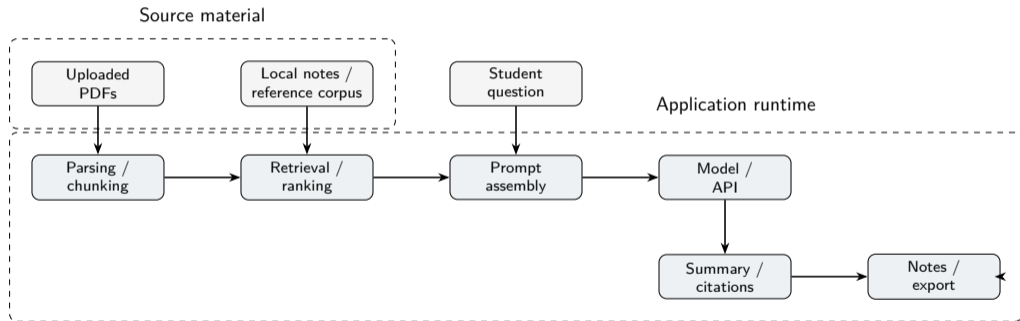 Source material
Uploaded
PDFs
Local notes /
reference corpus
Student
question
Application runtime
Parsing /
chunking
Retrieval /
ranking
Prompt
assembly
Model /
API
Summary /
citations
Notes /
export